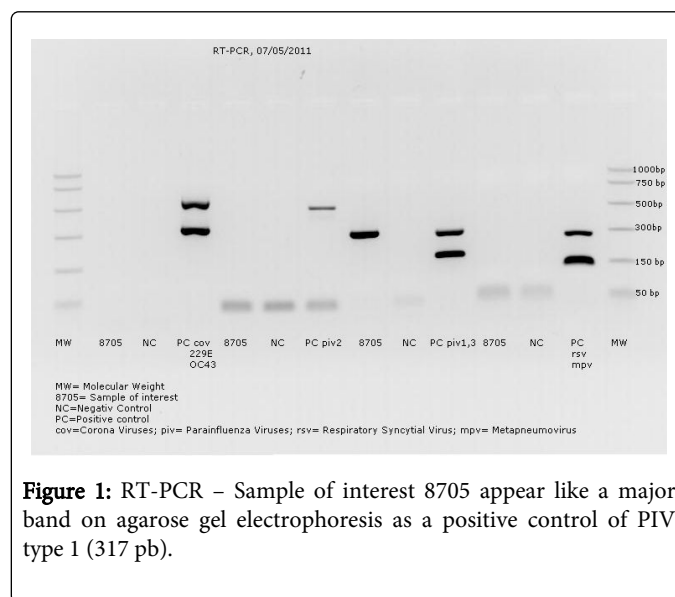 RT-PCR, 07/05/2011
1000bp
750 bp
500bp
300bp
150 bp
50 bp
MW 8705 NC PC cov 8705 NC PC piv2 8705 NC PC piv1,3 8705 NC PC MW
229E rsv
OC43 mpv
MW= Molecular Weight
8705= Sample of interest
NC=Negativ Control
PC=Positive control
cov=Corona Viruses; piv= Parainfluenza Viruses; rsv= Respiratory Syncytial Virus; mpv= Metapneumovirus
Figure 1: RT-PCR – Sample of interest 8705 appear like a major
band on agarose gel electrophoresis as a positive control of PIV
type 1 (317 pb).